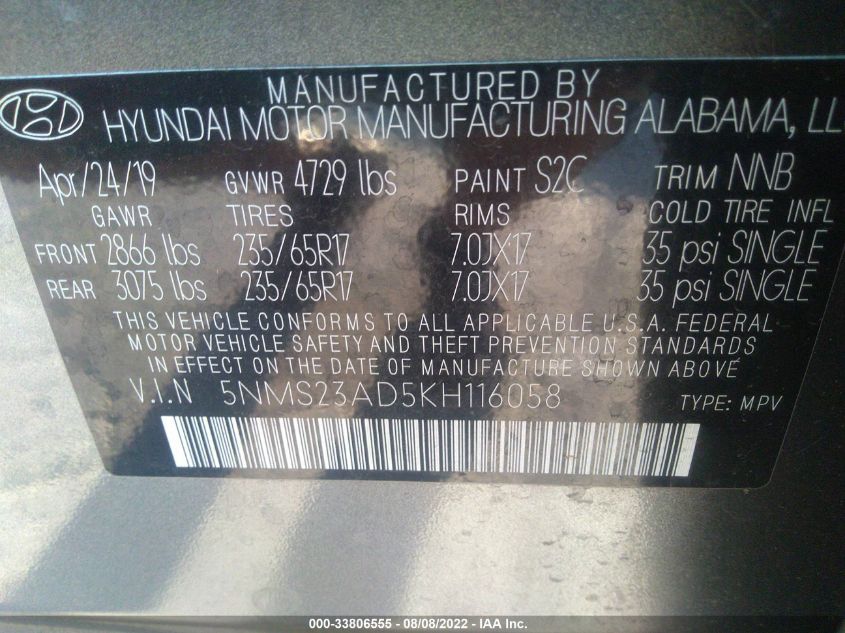 MANUFACTURED BY
HYUNDAI MOTOR MANUFACTURING ALABAMA, LL
Apr/24/19 GVWR 4729 lbs PAINT S2C TRIM NNB
GAWR TIRES RIMS COLD TIRE INFL
FRONT 2866 lbs 235/65R17 7.0JX17 35 psi SINGLE
REAR 3075 lbs 235/65R17 7.0JX17 35 psi SINGLE
THIS VEHICLE CONFORMS TO ALL APPLICABLE U.S.A. FEDERAL
MOTOR VEHICLE SAFETY AND THEFT PREVENTION STANDARDS
IN EFFECT ON THE DATE OF MANUFACTURE SHOWN ABOVE.
V.I.N 5NMS23AD5KH116058 TYPE: MPV
000-33806555 - 08/08/2022 - IAA Inc.